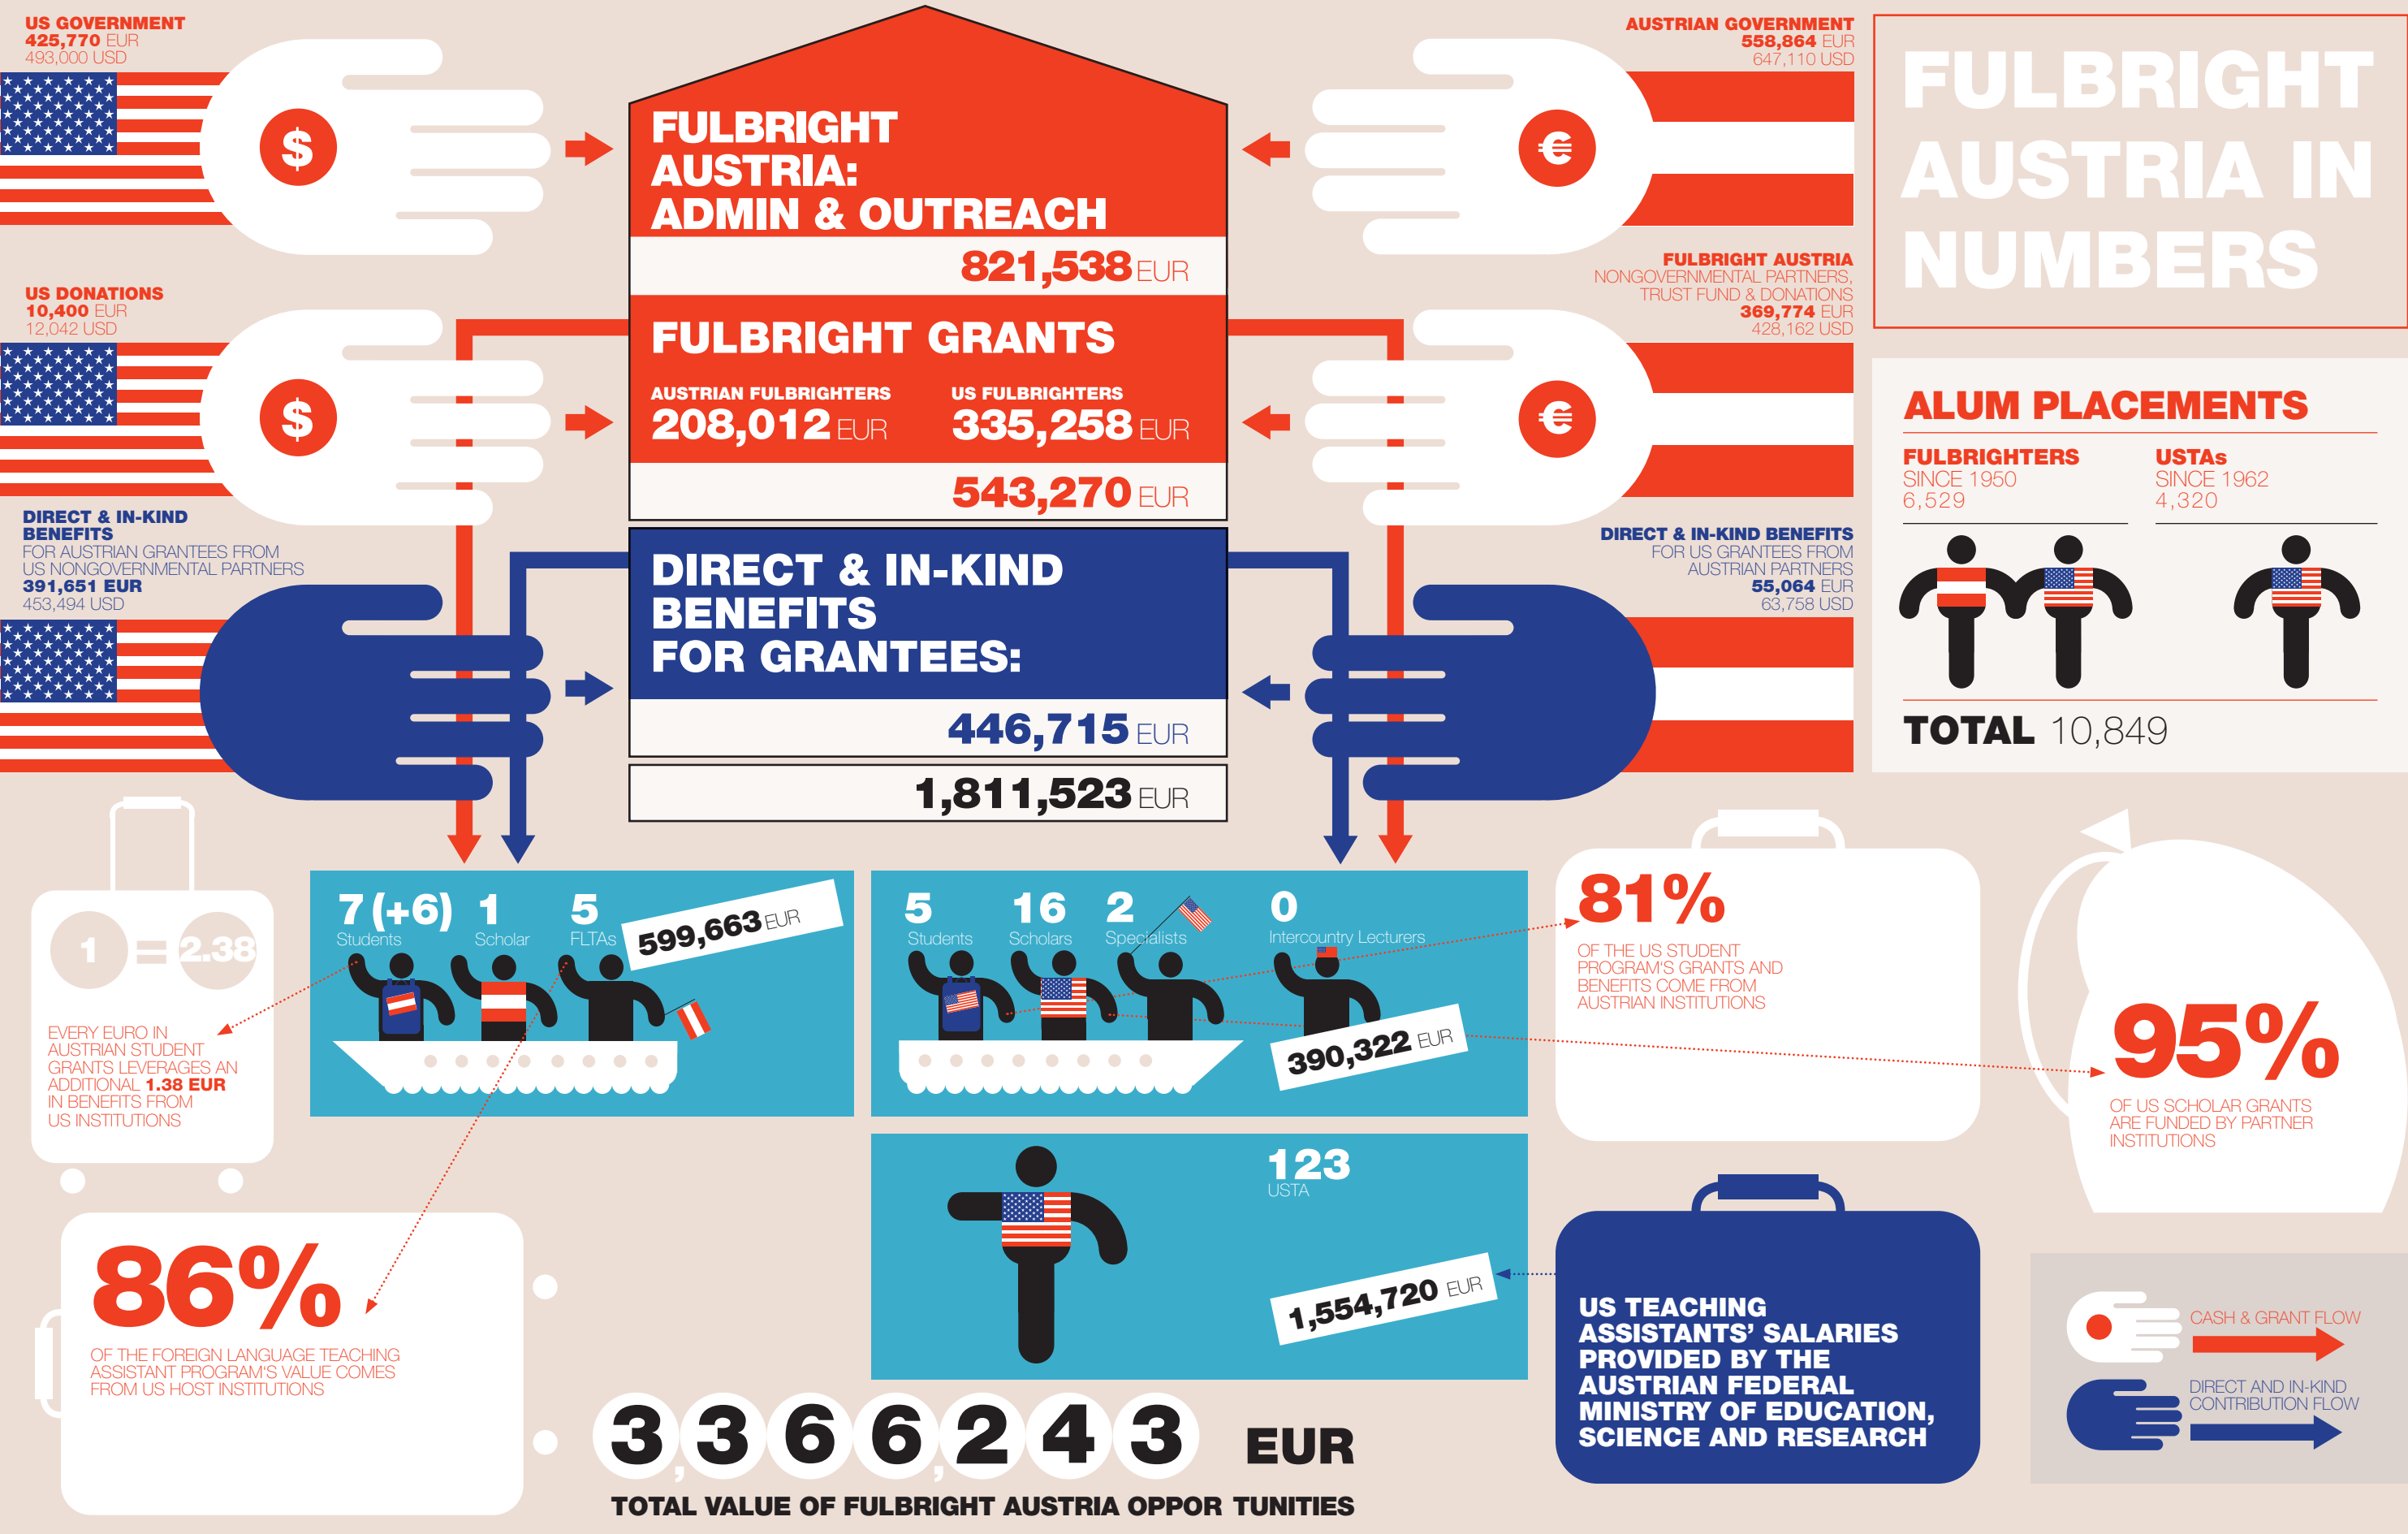 US GOVERNMENT
425,770 EUR
493,000 USD
$
US DONATIONS
10,400 EUR
12,042 USD
$
DIRECT & IN-KIND
BENEFITS
FOR AUSTRIAN GRANTEES FROM
US NONGOVERNMENTAL PARTNERS
391,651 EUR
453,494 USD
FULBRIGHT
AUSTRIA:
ADMIN & OUTREACH
821,538 EUR
FULBRIGHT GRANTS
AUSTRIAN FULBRIGHTERS
208,012 EUR
US FULBRIGHTERS
335,258 EUR
543,270 EUR
DIRECT & IN-KIND
BENEFITS
FOR GRANTEES:
446,715 EUR
1,811,523 EUR
AUSTRIAN GOVERNMENT
558,864 EUR
647,110 USD
€
FULBRIGHT AUSTRIA
NONGOVERNMENTAL PARTNERS,
TRUST FUND & DONATIONS
369,774 EUR
428,162 USD
€
DIRECT & IN-KIND BENEFITS
FOR US GRANTEES FROM
AUSTRIAN PARTNERS
55,064 EUR
63,758 USD
FULBRIGHT
AUSTRIA IN
NUMBERS
ALUM PLACEMENTS
FULBRIGHTERS
SINCE 1950
6,529
USTAs
SINCE 1962
4,320
TOTAL 10,849
1 = 2.38
EVERY EURO IN
AUSTRIAN STUDENT
GRANTS LEVERAGES AN
ADDITIONAL 1.38 EUR
IN BENEFITS FROM
US INSTITUTIONS
7 (+6)
Students
1
Scholar
5
FLTAs
599,663 EUR
5
Students
16
Scholars
2
Specialists
0
Intercountry Lecturers
390,322 EUR
81%
OF THE US STUDENT
PROGRAM'S GRANTS AND
BENEFITS COME FROM
AUSTRIAN INSTITUTIONS
95%
OF US SCHOLAR GRANTS
ARE FUNDED BY PARTNER
INSTITUTIONS
86%
OF THE FOREIGN LANGUAGE TEACHING
ASSISTANT PROGRAM'S VALUE COMES
FROM US HOST INSTITUTIONS
123
USTA
1,554,720 EUR
US TEACHING
ASSISTANTS' SALARIES
PROVIDED BY THE
AUSTRIAN FEDERAL
MINISTRY OF EDUCATION,
SCIENCE AND RESEARCH
CASH & GRANT FLOW
DIRECT AND IN-KIND
CONTRIBUTION FLOW
3,366,243 EUR
TOTAL VALUE OF FULBRIGHT AUSTRIA OPPOR TUNITIES